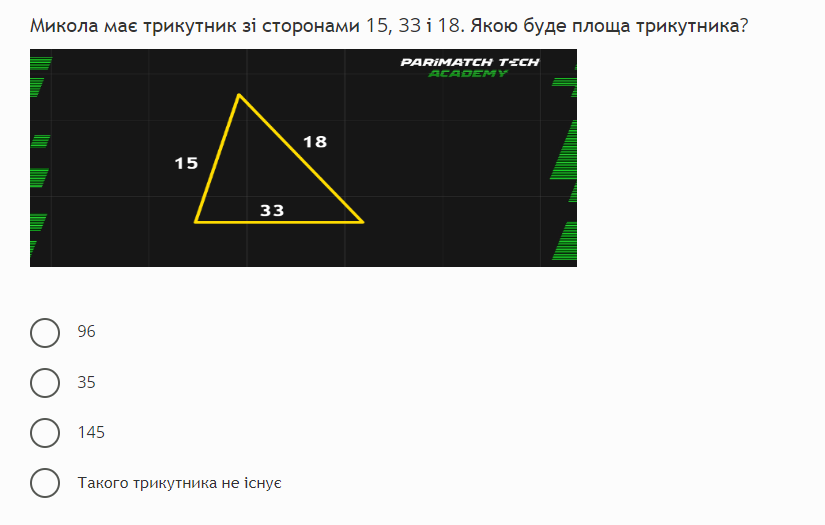 Микола має трикутник зі сторонами 15, 33 і 18. Якою буде площа трикутника?
PARIMATCH TECH
ACADEMY
18
15
33
96
35
145
Такого трикутника не існує